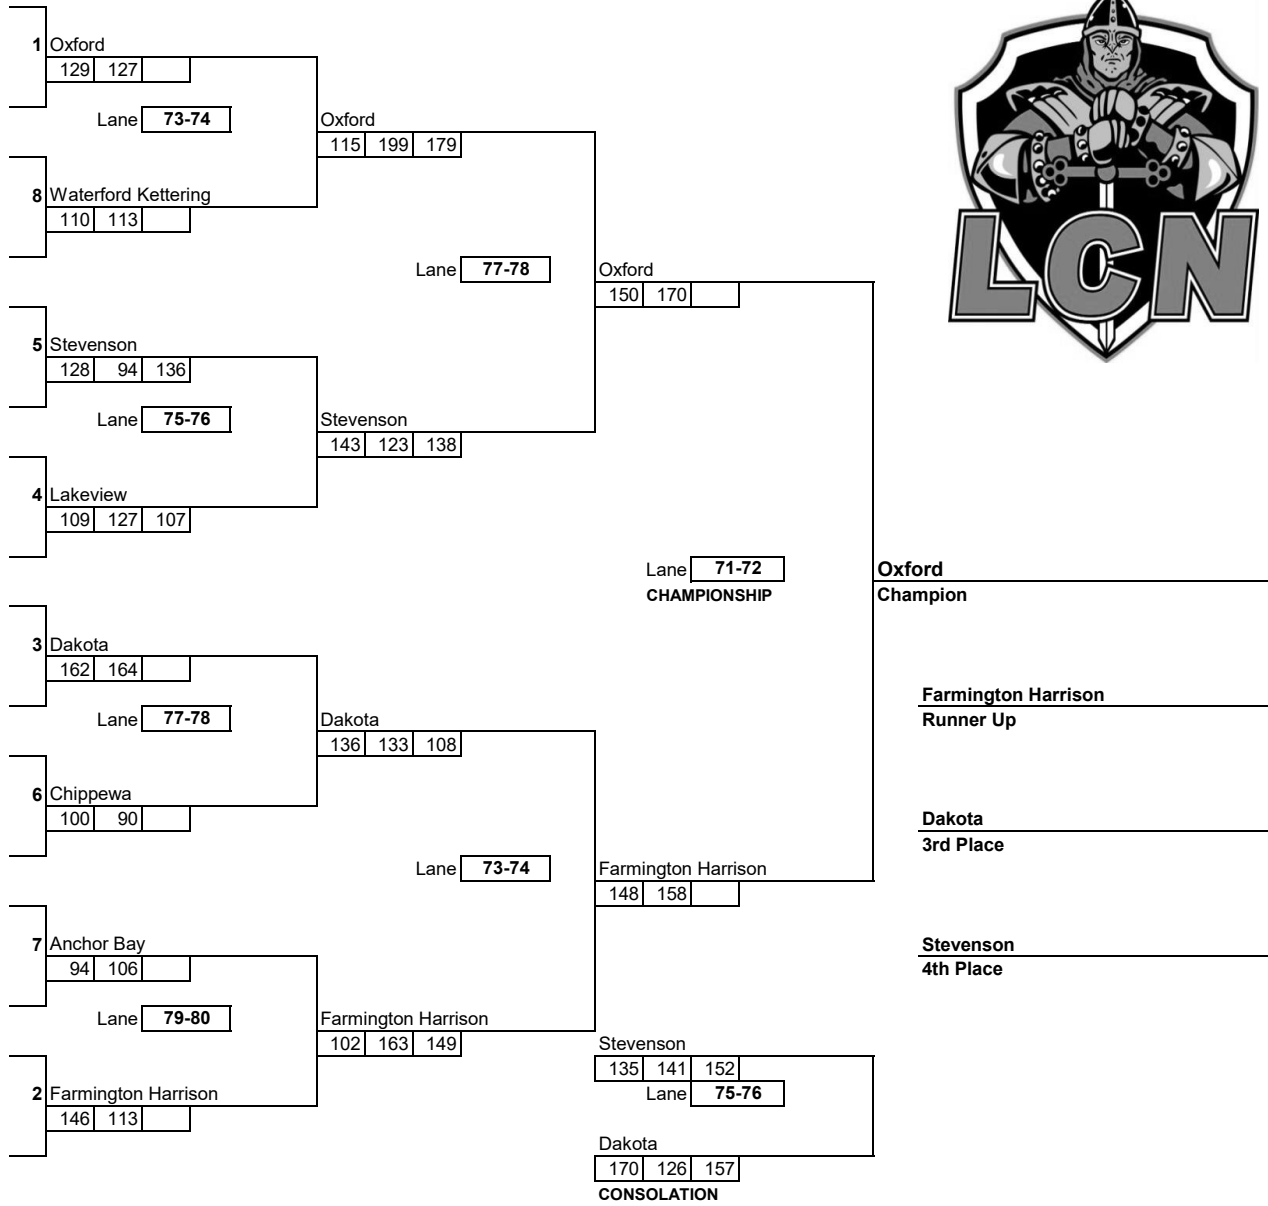 1 Oxford
129 127
Lane 73-74
Oxford
115 199 179
8 Waterford Kettering
110 113
Lane 77-78
Oxford
150 170
5 Stevenson
128 94 136
Lane 75-76
Stevenson
143 123 138
4 Lakeview
109 127 107
LCN
Lane 71-72
CHAMPIONSHIP
Oxford
Champion
3 Dakota
162 164
Lane 77-78
Dakota
136 133 108
6 Chippewa
100 90
Lane 73-74
Farmington Harrison
148 158
7 Anchor Bay
94 106
Lane 79-80
Farmington Harrison
102 163 149
2 Farmington Harrison
146 113
Farmington Harrison
Runner Up
Dakota
3rd Place
Stevenson
4th Place
Stevenson
135 141 152
Lane 75-76
Dakota
170 126 157
CONSOLATION